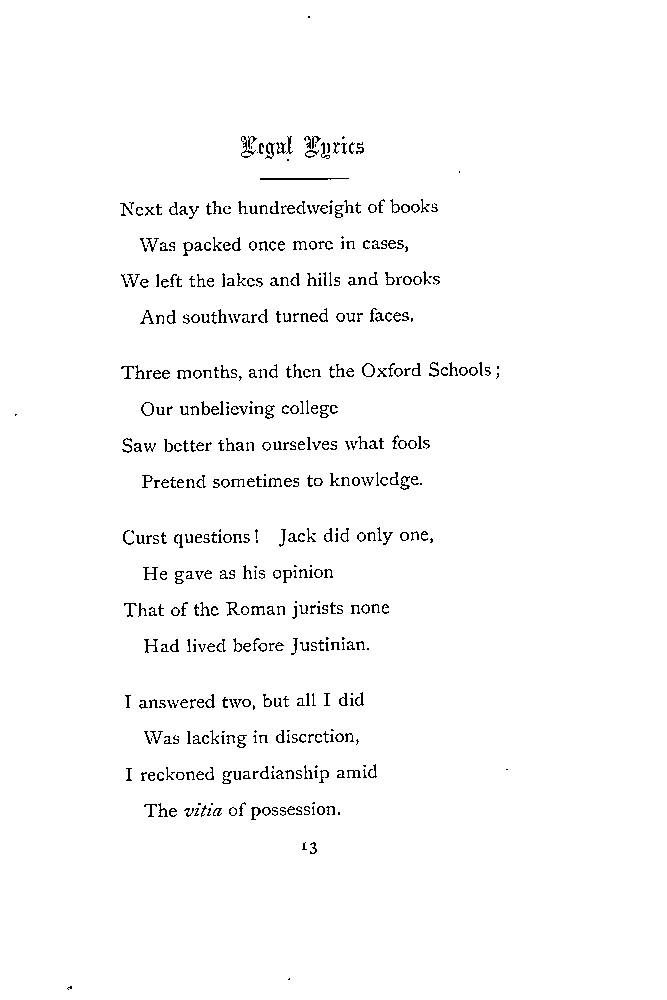 Legal Lyrics
Next day the hundredweight of books
Was packed once more in cases,
We left the lakes and hills and brooks
And southward turned our faces.
Three months, and then the Oxford Schools;
Our unbelieving college
Saw better than ourselves what fools
Pretend sometimes to knowledge.
Curst questions! Jack did only one,
He gave as his opinion
That of the Roman jurists none
Had lived before Justinian.
I answered two, but all I did
Was lacking in discretion,
I reckoned guardianship amid
The vitia of possession.
13